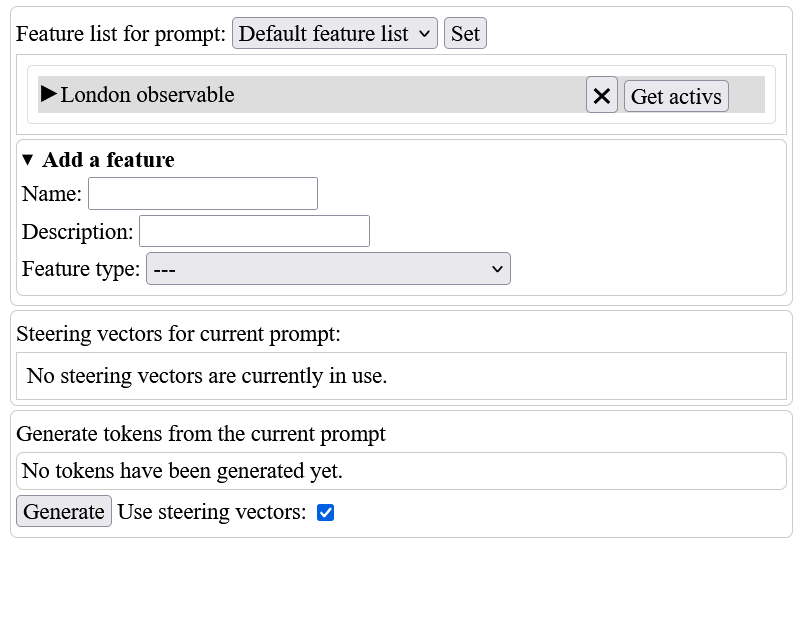 Feature list for prompt: Default feature list Set
▶London observable ✕ Get activs
▼ Add a feature
Name:
Description:
Feature type: ---
Steering vectors for current prompt:
No steering vectors are currently in use.
Generate tokens from the current prompt
No tokens have been generated yet.
Generate Use steering vectors: